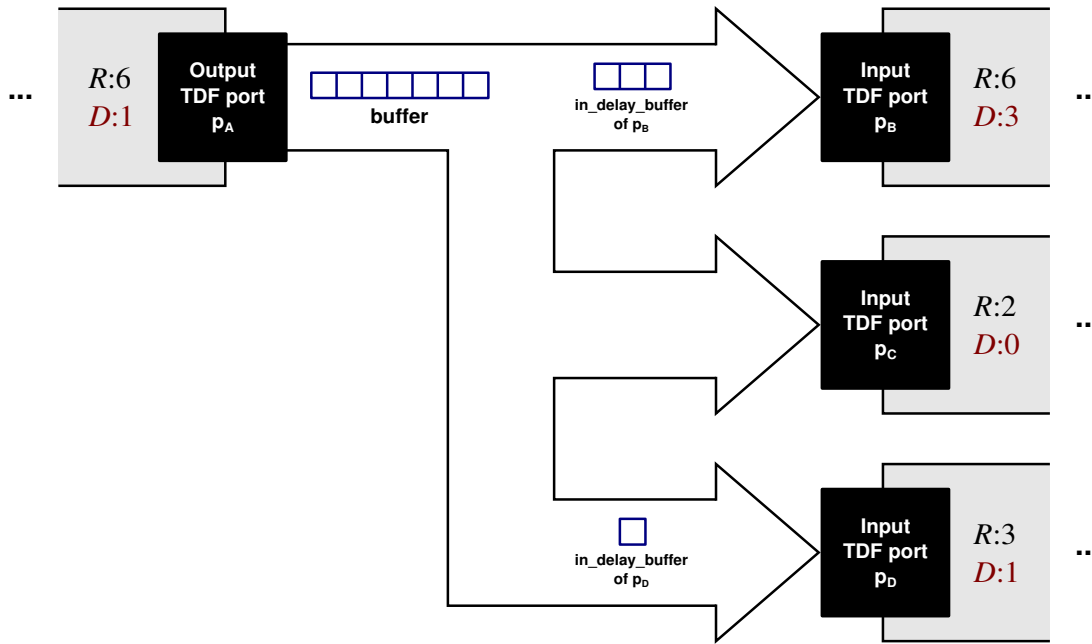 ...
R:6
D:1
Output
TDF port
pA
buffer
in_delay_buffer
of pB
Input
TDF port
pB
R:6
D:3
...
Input
TDF port
pC
R:2
D:0
...
in_delay_buffer
of pD
Input
TDF port
pD
R:3
D:1
...